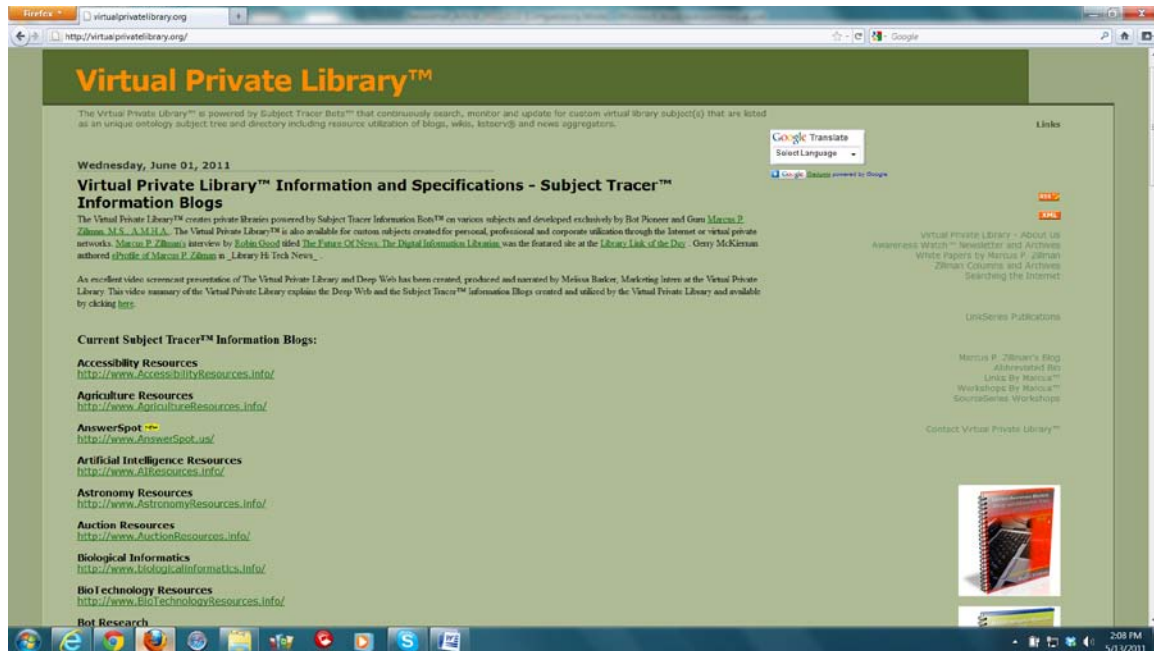 Firefox
virtualprivatelibrary.org
http://virtualprivatelibrary.org/
Google
Virtual Private Library™
The Virtual Private Library™ is powered by Subject Tracer Bots™ that continuously search, monitor and update for custom virtual library subject(s) that are listed
as an unique ontology subject tree and directory including resource utilization of blogs, wikis, listserv® and news aggregators.
Wednesday, June 01, 2011
Virtual Private Library™ Information and Specifications - Subject Tracer™
Information Blogs
The Virtual Private Library™ creates private libraries powered by Subject Tracer Information Bots™ on various subjects and developed exclusively by Bot Pioneer and Guru Marcus P.
Zillman, M.S., A.M.H.A.. The Virtual Private Library™ is also available for custom subjects created for personal, professional and corporate utilization through the Internet or virtual private
networks. Marcus P. Zillman's interview by Robin Good titled The Future Of News: The Digital Information Librarian was the featured site at the Library Link of the Day . Gerry McKiernan
authored eProfile of Marcus P. Zillman in _Library Hi Tech News_ .
An excellent video screencast presentation of The Virtual Private Library and Deep Web has been created, produced and narrated by Melissa Barker, Marketing Intern at the Virtual Private
Library. This video summary of the Virtual Private Library explains the Deep Web and the Subject Tracer™ Information Blogs created and utilized by the Virtual Private Library and available
by clicking here.
Current Subject Tracer™ Information Blogs:
Accessibility Resources
http://www.AccessibilityResources.info/
Agriculture Resources
http://www.AgricultureResources.info/
AnswerSpot
http://www.AnswerSpot.us/
Artificial Intelligence Resources
http://www.AIResources.info/
Astronomy Resources
http://www.AstronomyResources.info/
Auction Resources
http://www.AuctionResources.info/
Biological Informatics
http://www.biologicalinformatics.info/
BioTechnology Resources
http://www.BioTechnologyResources.info/
Bot Research
Google Translate
Select Language
Google powered by Google
Links
RSS
XML
Virtual Private Library - About Us
Awareness Watch™ Newsletter and Archives
White Papers by Marcus P. Zillman
Zillman Columns and Archives
Searching the Internet
LinkSeries Publications
Marcus P. Zillman's Blog
Abbreviated Bio
Links By Marcus™
Workshops By Marcus™
SourceSeries Workshops
Contact Virtual Private Library™
2:08 PM
5/13/2011